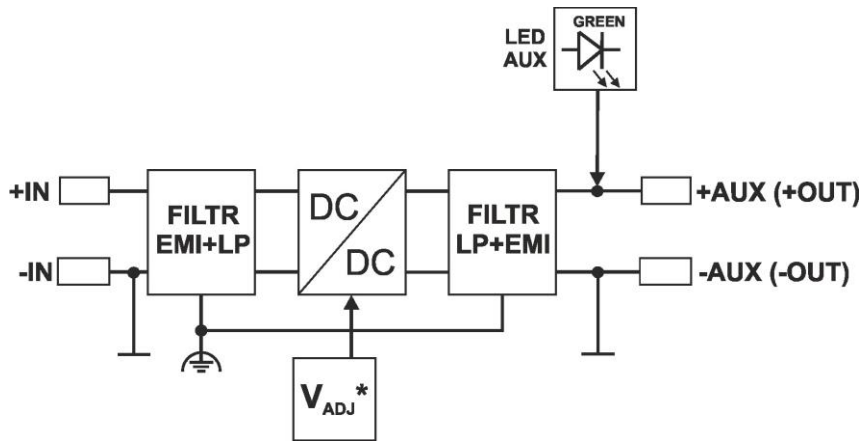 LED
AUX
GREEN
+IN
-IN
FILTR
EMI+LP
DC
DC
FILTR
LP+EMI
+AUX (+OUT)
-AUX (-OUT)
VADJ*